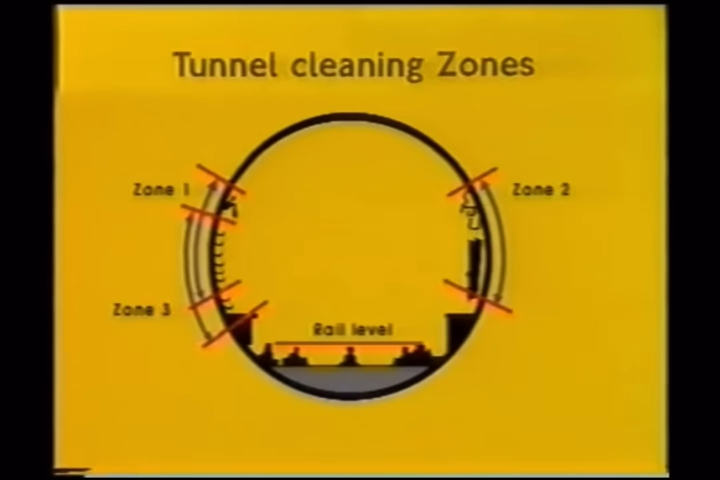 Tunnel cleaning Zones
Zone 1
Zone 2
Zone 3
Rail level